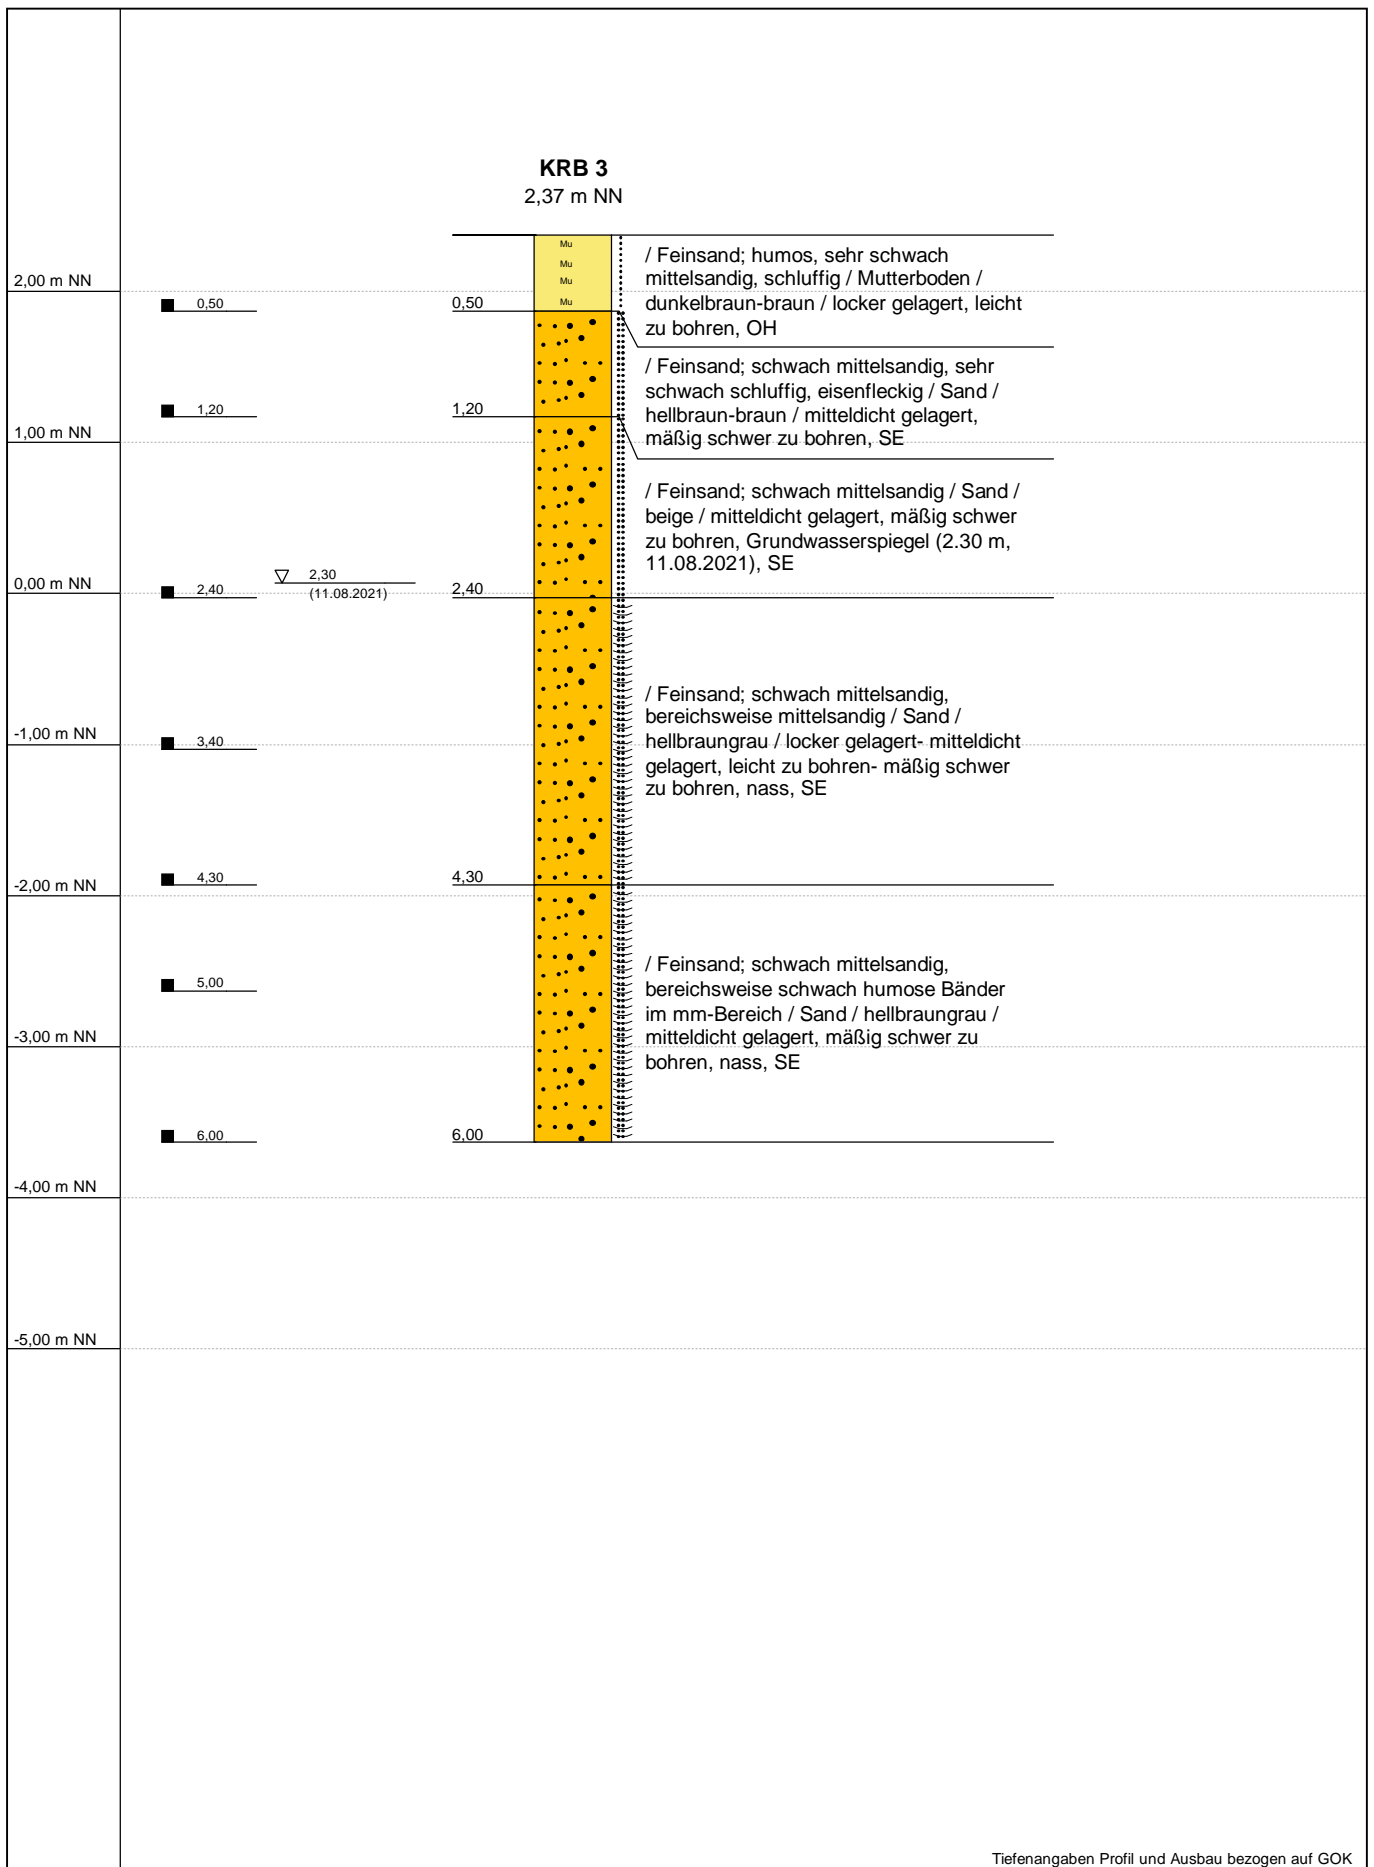 KRB 3
2,37 m NN
Mu
Mu
Mu
Mu
/ Feinsand; humos, sehr schwach
mittelsandig, schluffig / Mutterboden /
dunkelbraun-braun / locker gelagert, leicht
zu bohren, OH
2,00 m NN
0,50
0,50
/ Feinsand; schwach mittelsandig, sehr
schwach schluffig, eisenfleckig / Sand /
hellbraun-braun / mitteldicht gelagert,
mäßig schwer zu bohren, SE
1,20
1,20
1,00 m NN
/ Feinsand; schwach mittelsandig / Sand /
beige / mitteldicht gelagert, mäßig schwer
zu bohren, Grundwasserspiegel (2.30 m,
11.08.2021), SE
0,00 m NN
2,40
2,30
(11.08.2021)
2,40
/ Feinsand; schwach mittelsandig,
bereichsweise mittelsandig / Sand /
hellbraungrau / locker gelagert- mitteldicht
gelagert, leicht zu bohren- mäßig schwer
zu bohren, nass, SE
-1,00 m NN
3,40
4,30
4,30
-2,00 m NN
/ Feinsand; schwach mittelsandig,
bereichsweise schwach humose Bänder
im mm-Bereich / Sand / hellbraungrau /
mitteldicht gelagert, mäßig schwer zu
bohren, nass, SE
5,00
-3,00 m NN
6,00
6,00
-4,00 m NN
-5,00 m NN
Tiefenangaben Profil und Ausbau bezogen auf GOK